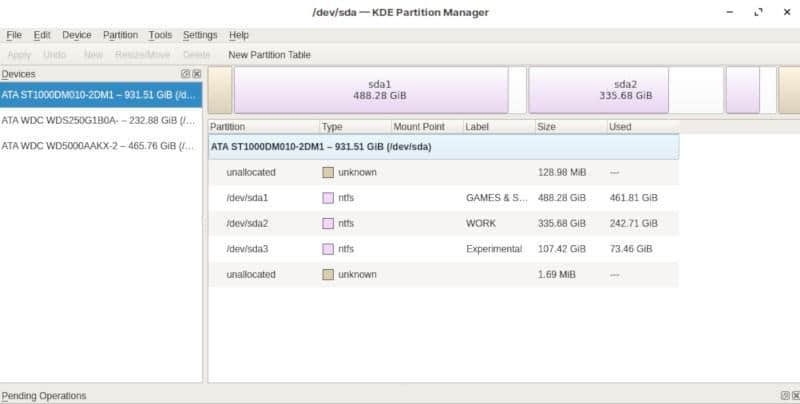 /dev/sda — KDE Partition Manager
File Edit Device Partition Tools Settings Help
Apply Undo New Resize/Move Delete New Partition Table
Devices
ATA ST1000DM010-2DM1 – 931.51 GiB (/d...
ATA WDC WDS250G1B0A- – 232.88 GiB (/...
ATA WDC WD5000AAKX-2 – 465.76 GiB (/...
sda1
488.28 GiB
sda2
335.68 GiB
Partition Type Mount Point Label Size Used
ATA ST1000DM010-2DM1 – 931.51 GiB (/dev/sda)
unallocated unknown 128.98 MiB ---
/dev/sda1 ntfs GAMES & S... 488.28 GiB 461.81 GiB
/dev/sda2 ntfs WORK 335.68 GiB 242.71 GiB
/dev/sda3 ntfs Experimental 107.42 GiB 73.46 GiB
unallocated unknown 1.69 MiB ---
Pending Operations